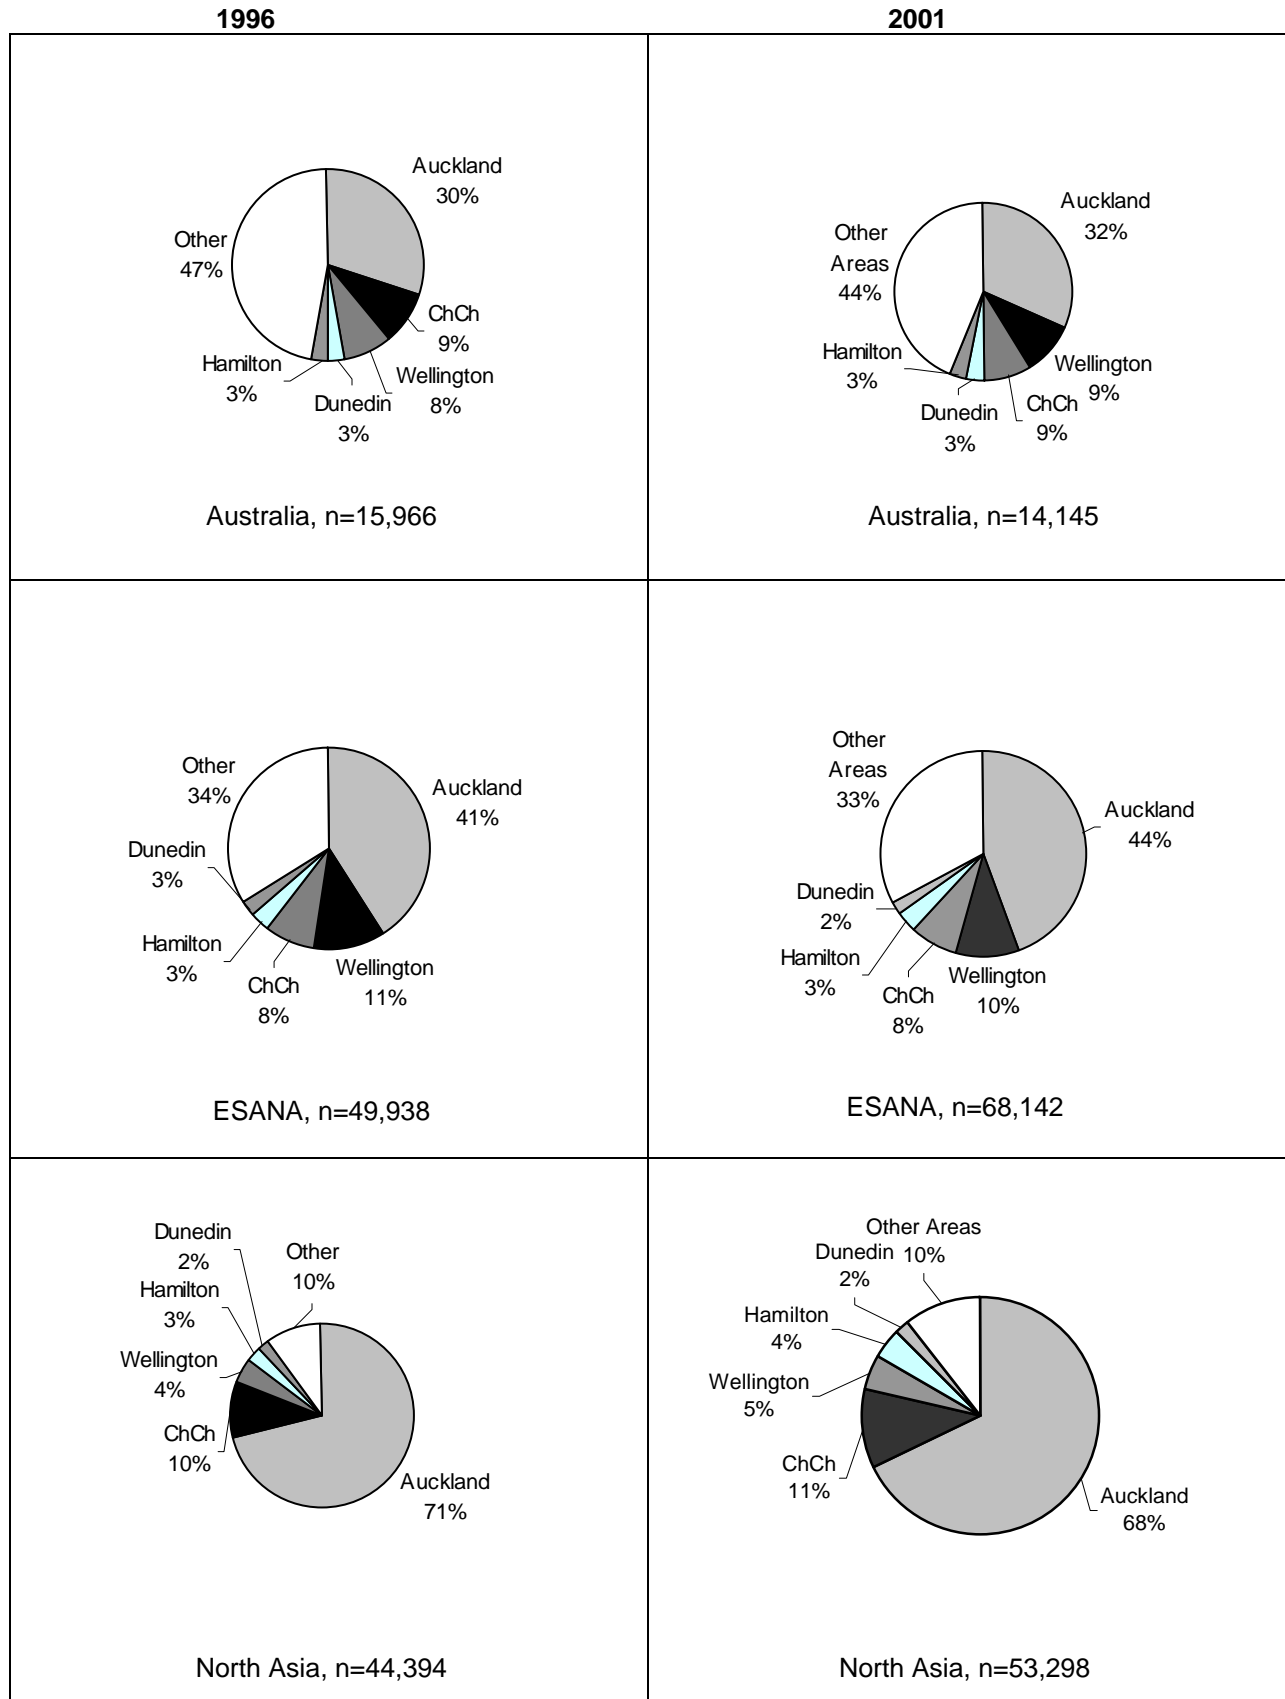 1996
2001
Auckland
30%
ChCh
9%
Wellington
8%
Dunedin
3%
Hamilton
3%
Other
47%
Australia, n=15,966
Auckland
32%
Wellington
9%
ChCh
9%
Dunedin
3%
Hamilton
3%
Other
Areas
44%
Australia, n=14,145
Auckland
41%
Wellington
11%
ChCh
8%
Hamilton
3%
Dunedin
3%
Other
34%
ESANA, n=49,938
Auckland
44%
Wellington
10%
ChCh
8%
Hamilton
3%
Dunedin
2%
Other
Areas
33%
ESANA, n=68,142
Auckland
71%
ChCh
10%
Wellington
4%
Hamilton
3%
Dunedin
2%
Other
10%
North Asia, n=44,394
Auckland
68%
ChCh
11%
Wellington
5%
Hamilton
4%
Dunedin
2%
Other Areas
10%
North Asia, n=53,298